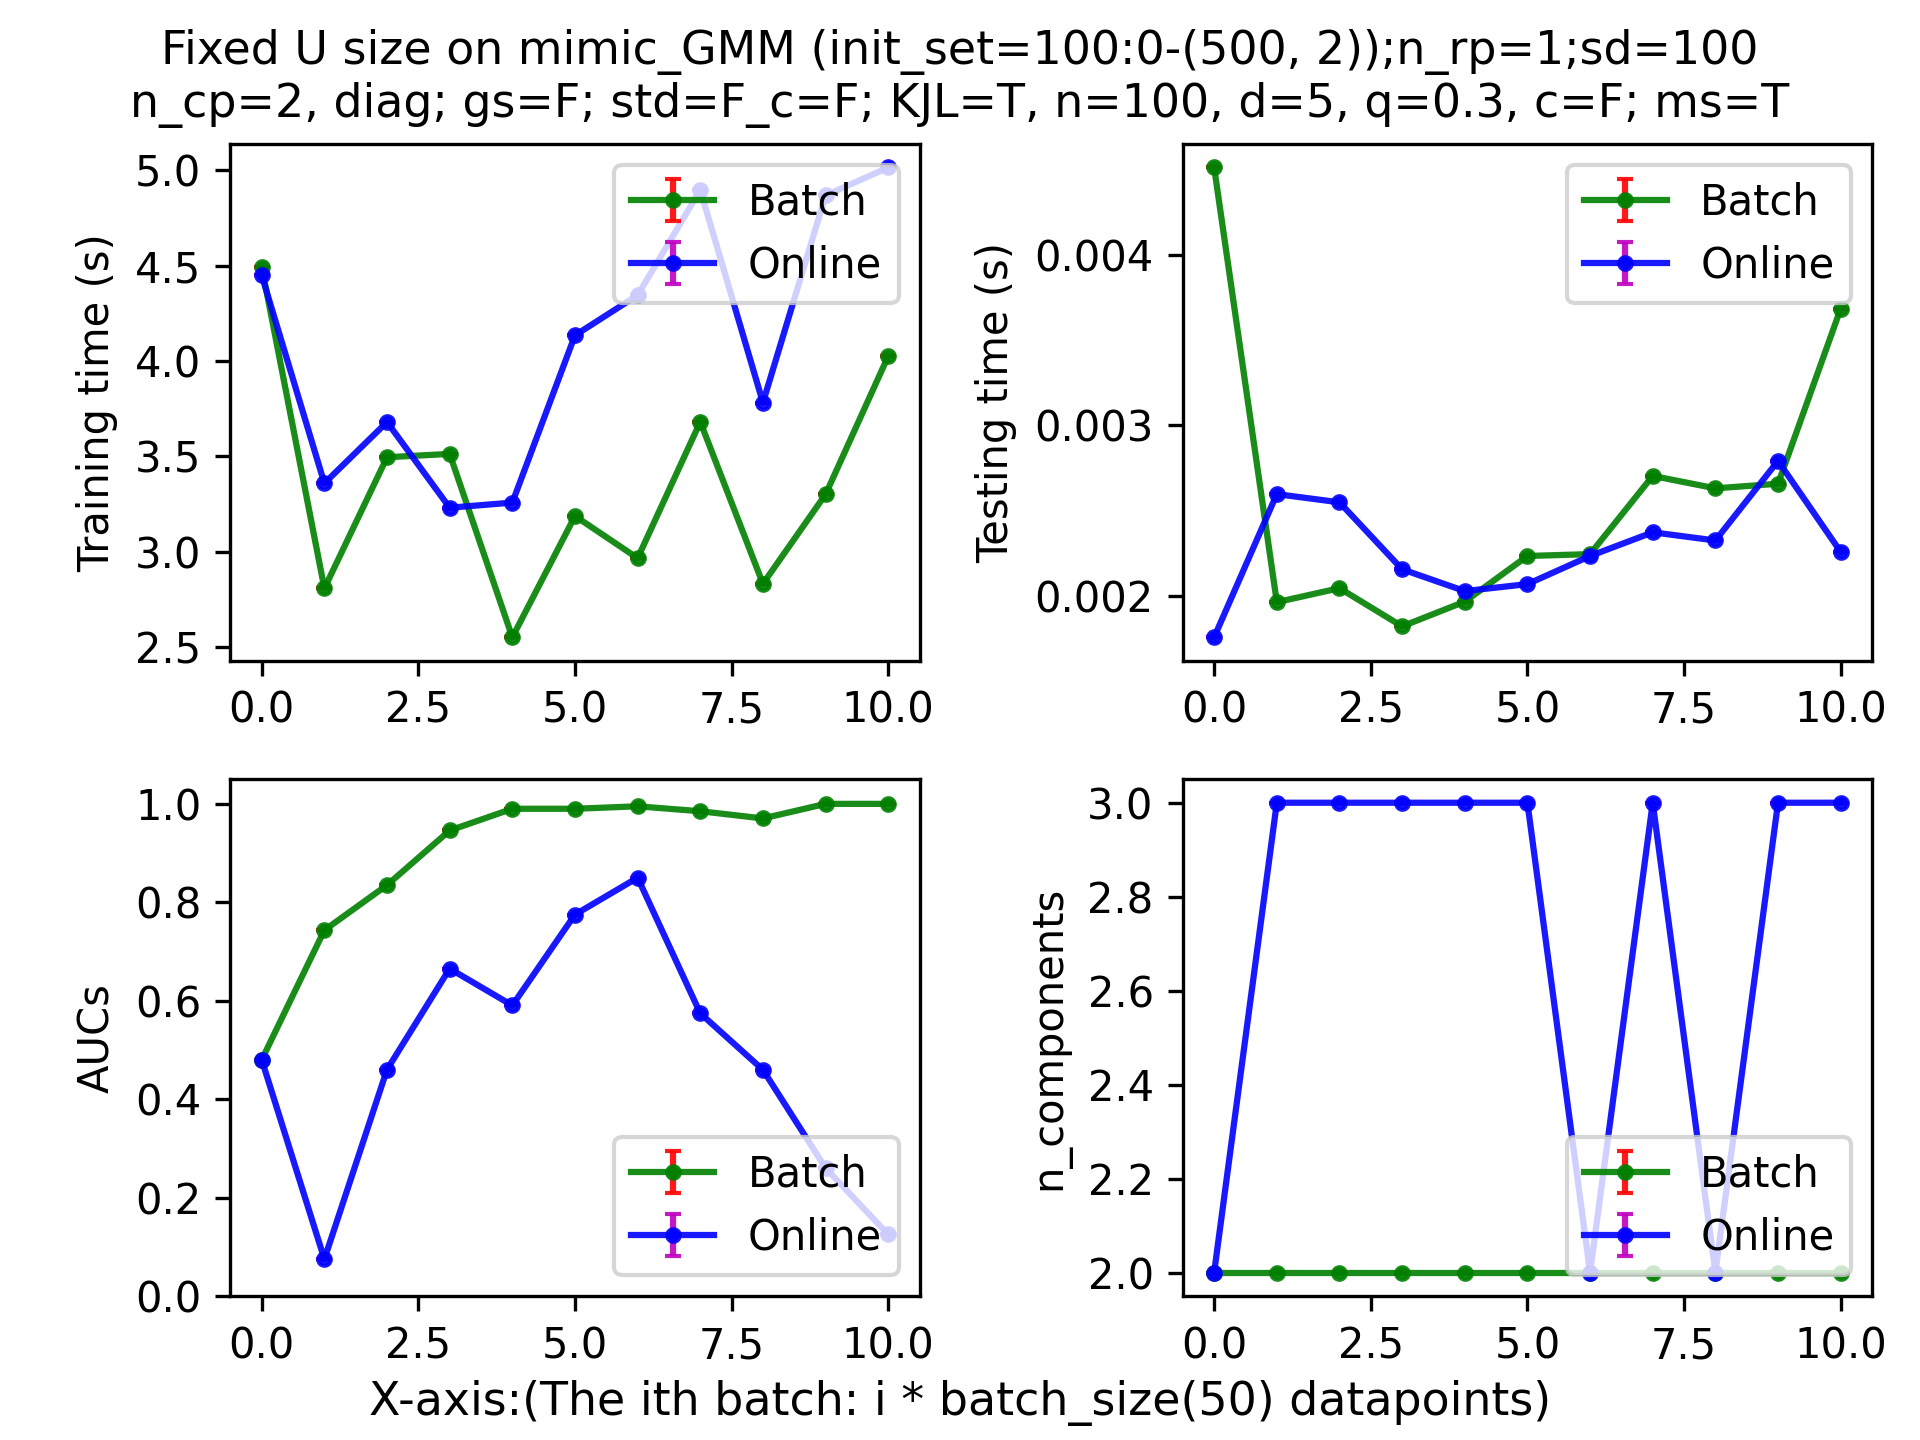 Fixed U size on mimic_GMM (init_set=100:0-(500, 2));n_rp=1;sd=100
n_cp=2, diag; gs=F; std=F_c=F; KJL=T, n=100, d=5, q=0.3, c=F; ms=T
Training time (s)
5.0
4.5
4.0
3.5
3.0
2.5
0.0 2.5 5.0 7.5 10.0
Batch
Online
Testing time (s)
0.004
0.003
0.002
0.0 2.5 5.0 7.5 10.0
Batch
Online
AUCs
1.0
0.8
0.6
0.4
0.2
0.0
0.0 2.5 5.0 7.5 10.0
Batch
Online
n_components
3.0
2.8
2.6
2.4
2.2
2.0
0.0 2.5 5.0 7.5 10.0
Batch
Online
X-axis:(The ith batch: i * batch_size(50) datapoints)